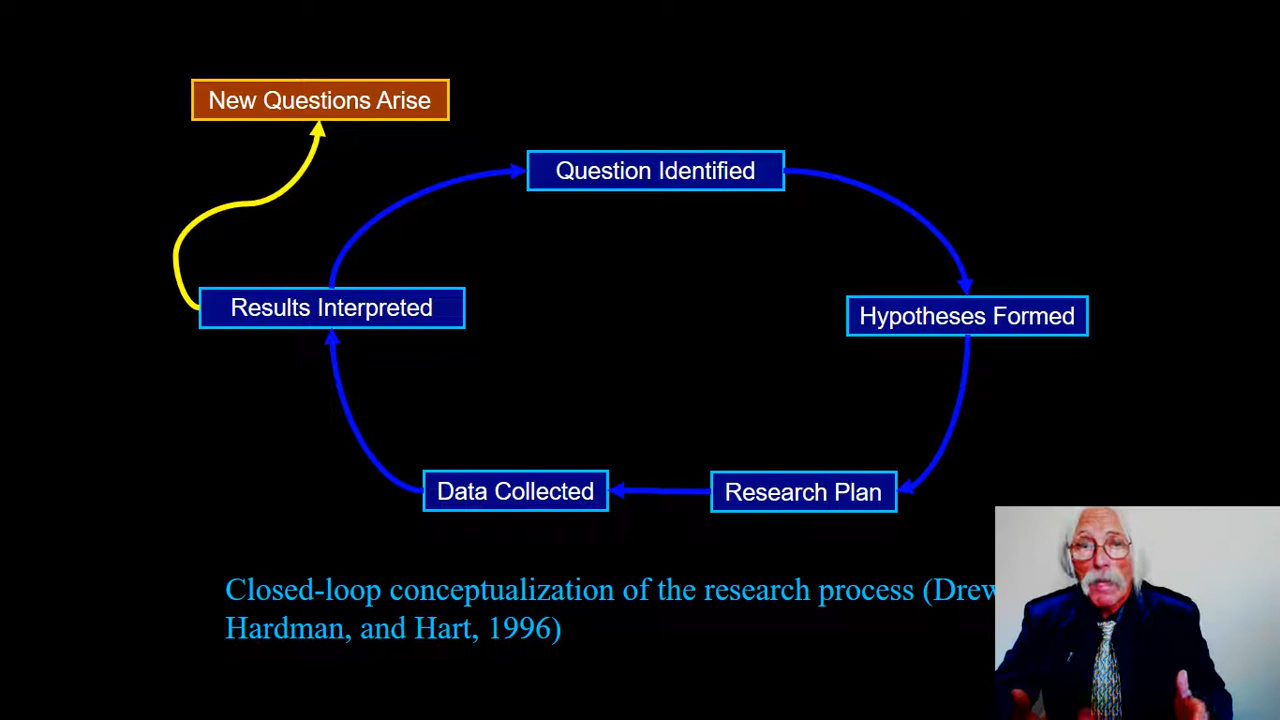 New Questions Arise
Question Identified
Results Interpreted
Hypotheses Formed
Data Collected
Research Plan
Closed-loop conceptualization of the research process (Drew
Hardman, and Hart, 1996)